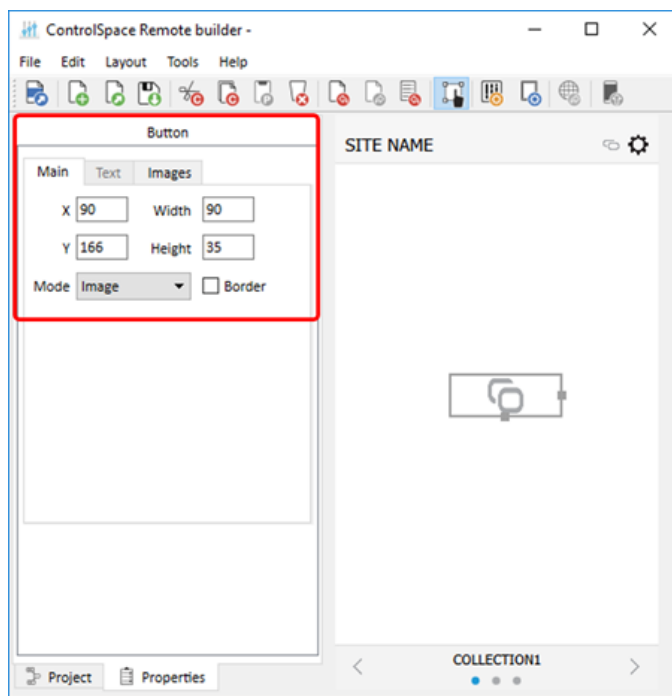 ControlSpace Remote builder -
File Edit Layout Tools Help
Button
Main Text Images
X 90 Width 90
Y 166 Height 35
Mode Image Border
SITE NAME
COLLECTION1
Project Properties